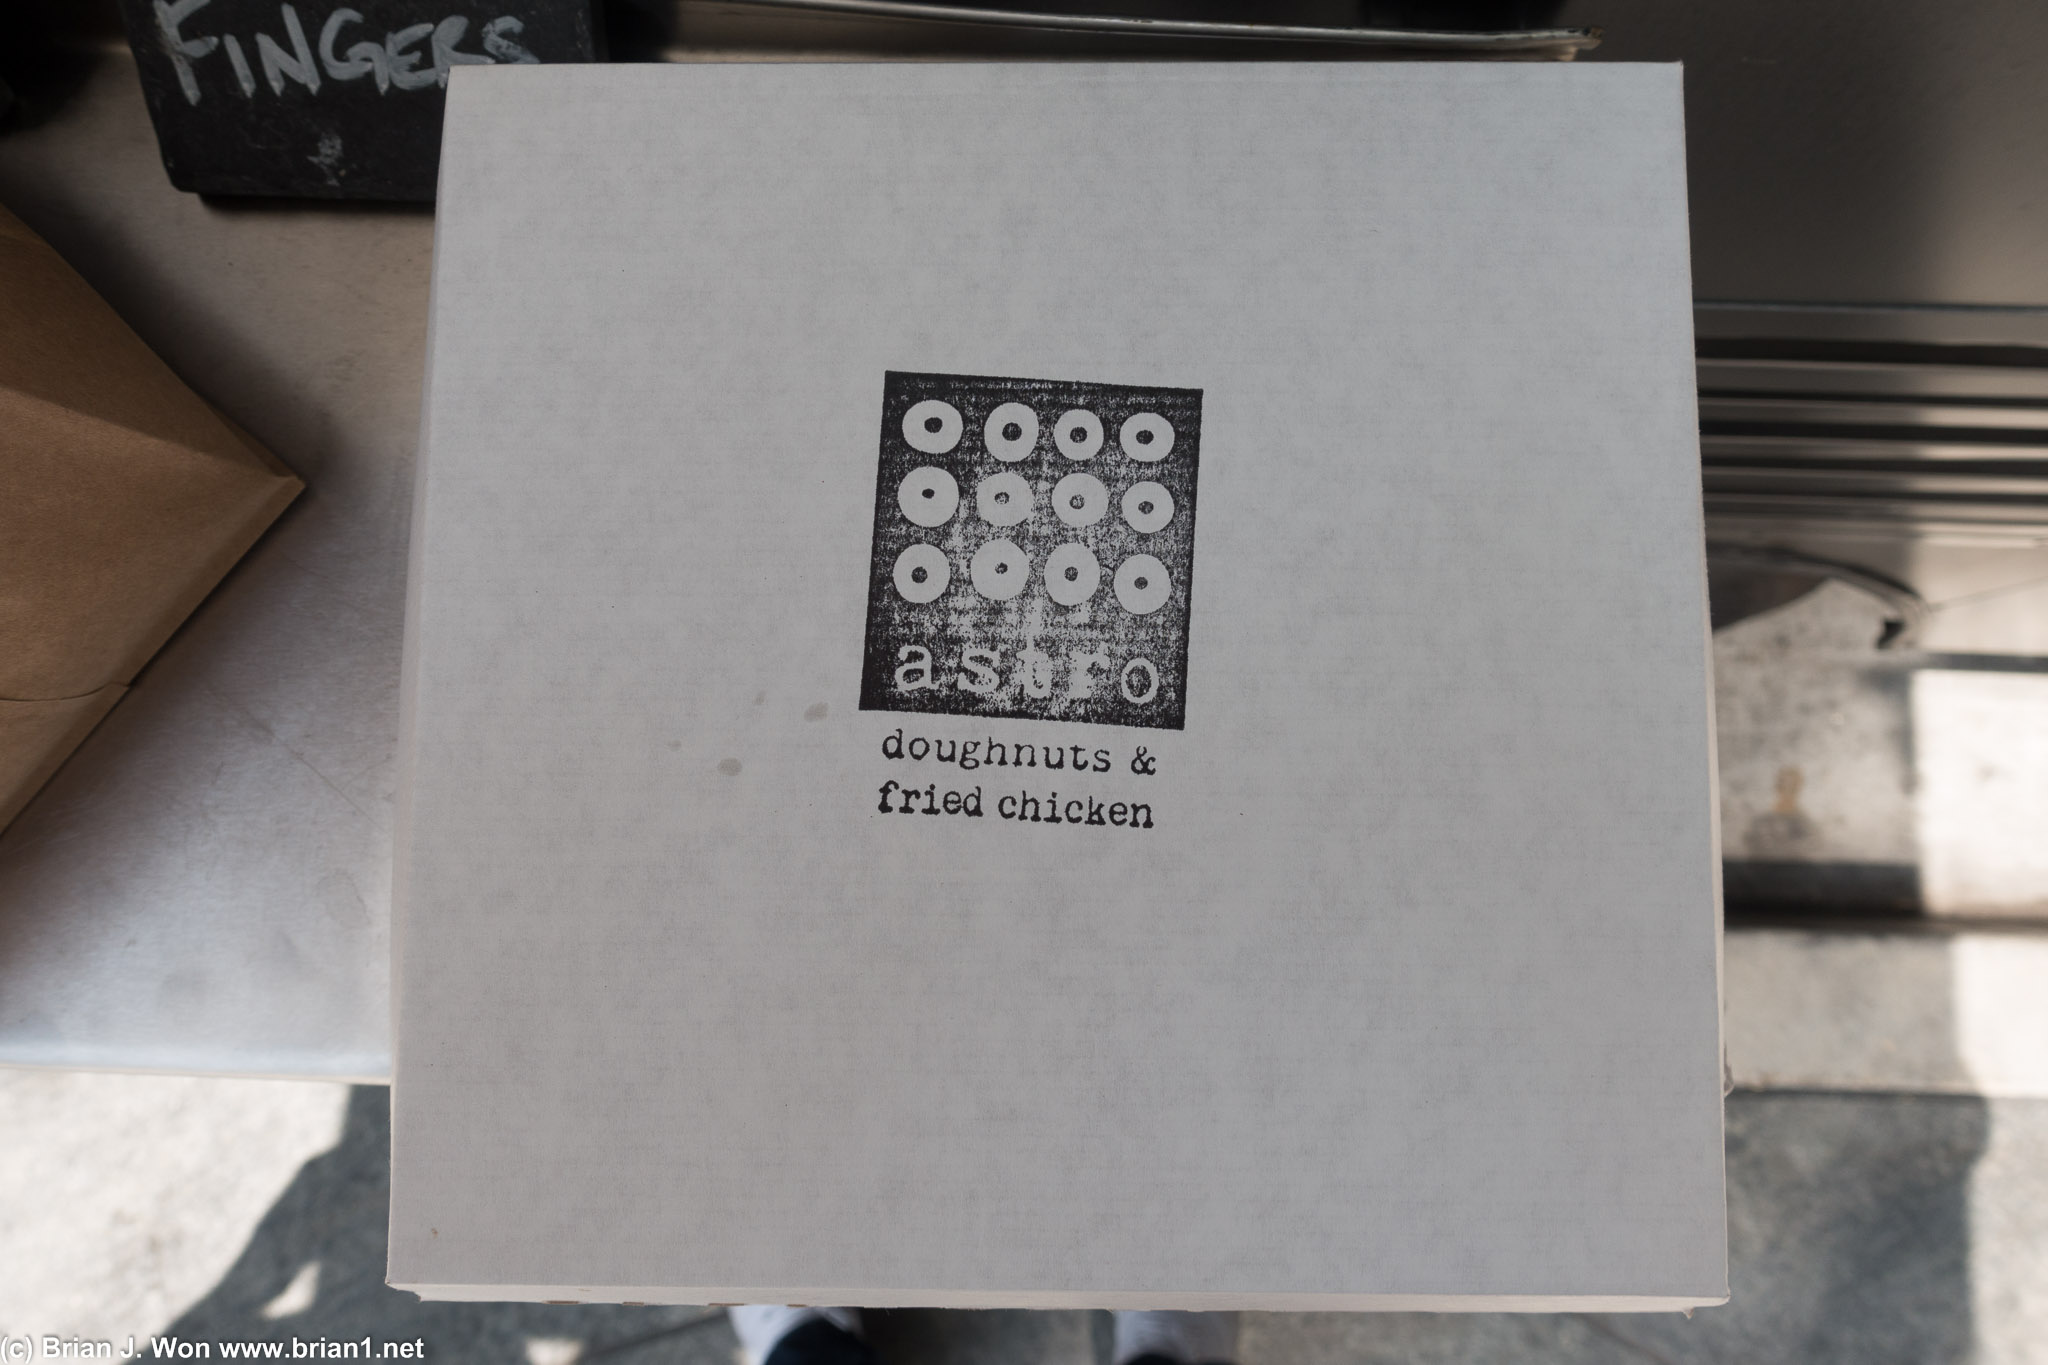 FINGERS
astro
doughnuts &
fried chicken
(c) Brian J. Won www.brian1.net